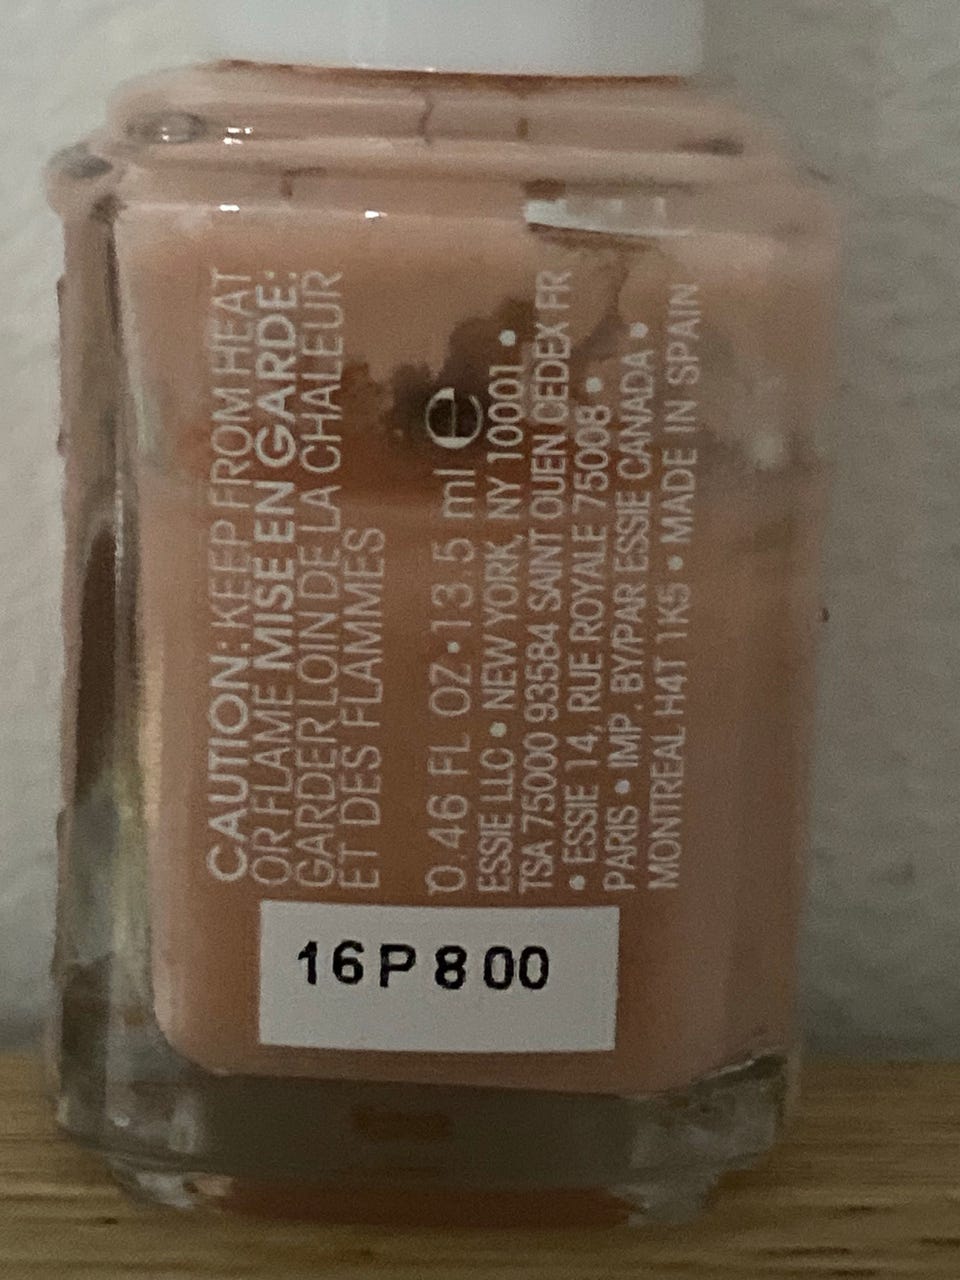 CAUTION: KEEP FROM HEAT
OR FLAME MISE EN GARDE:
GARDER LOIN DE LA CHALEUR
ET DES FLAMMES
0.46 FL OZ • 13.5 ml e
ESSIE LLC • NEW YORK, NY 10001 •
TSA 75000 93584 SAINT OUEN CEDEX FR
• ESSIE 14, RUE ROYALE 75008 •
PARIS • IMP. BY/PAR ESSIE CANADA •
MONTREAL H4T 1K5 • MADE IN SPAIN
16P800